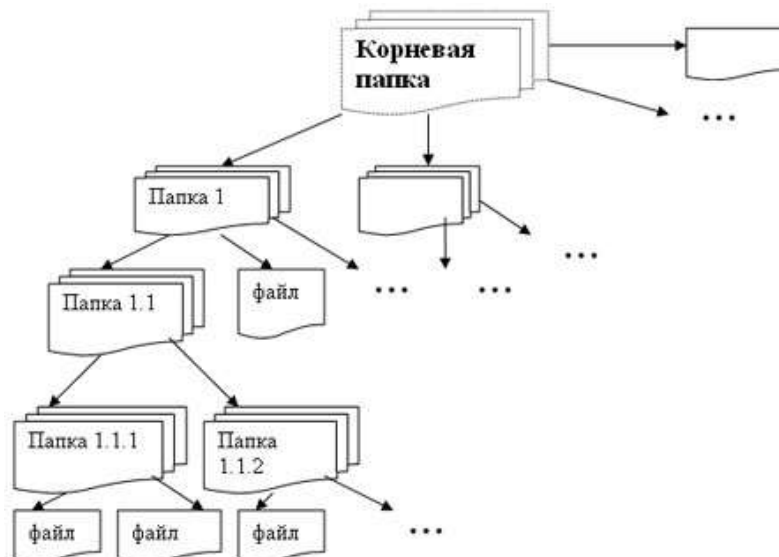 Корневая
папка
...
Папка 1
...
Папка 1.1
файл
...
...
Папка 1.1.1
Папка
1.1.2
файл
файл
файл
...